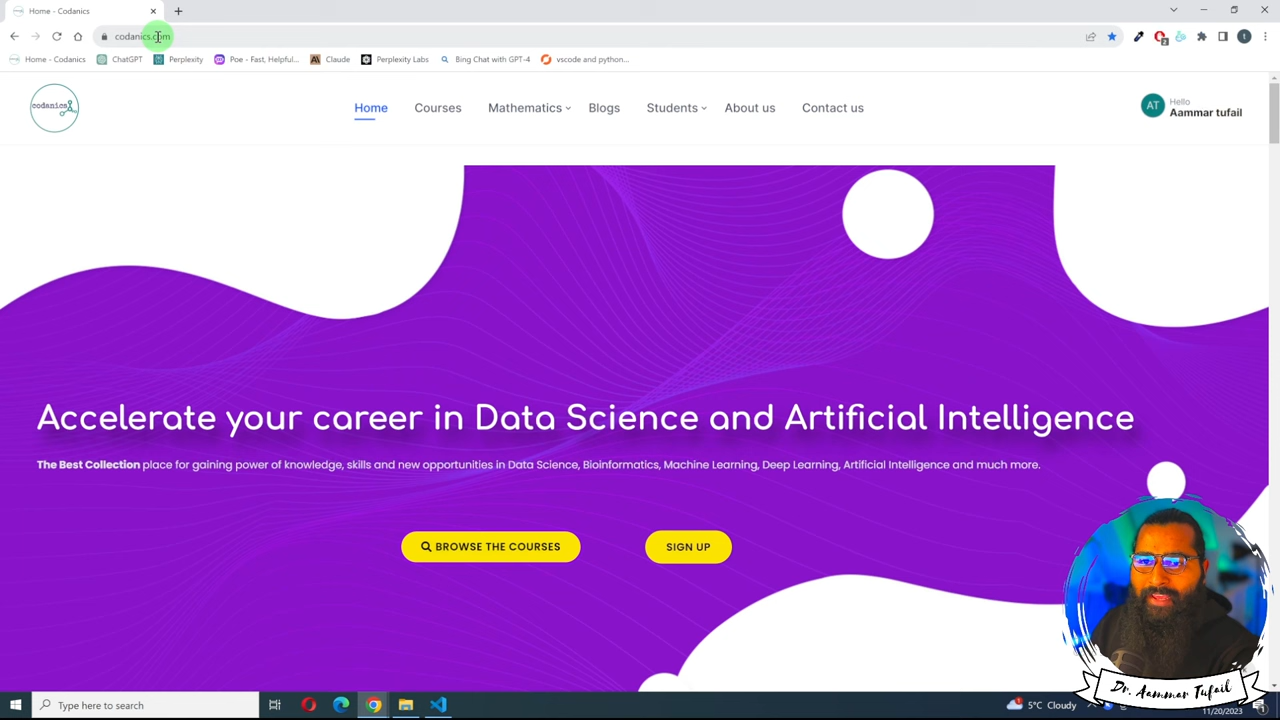 Home - Codanics
codanics.com
2
t
Home - Codanics
ChatGPT
Perplexity
Poe - Fast, Helpful...
Claude
Perplexity Labs
Bing Chat with GPT-4
vscode and python...
codanics
Home
Courses
Mathematics
Blogs
Students
About us
Contact us
AT
Hello
Aammar tufail
Accelerate your career in Data Science and Artificial Intelligence
The Best Collection place for gaining power of knowledge, skills and new opportunities in Data Science, Bioinformatics, Machine Learning, Deep Learning, Artificial Intelligence and much more.
BROWSE THE COURSES
SIGN UP
Dr. Aammar Tufail
Type here to search
5°C Cloudy
11/20/2023